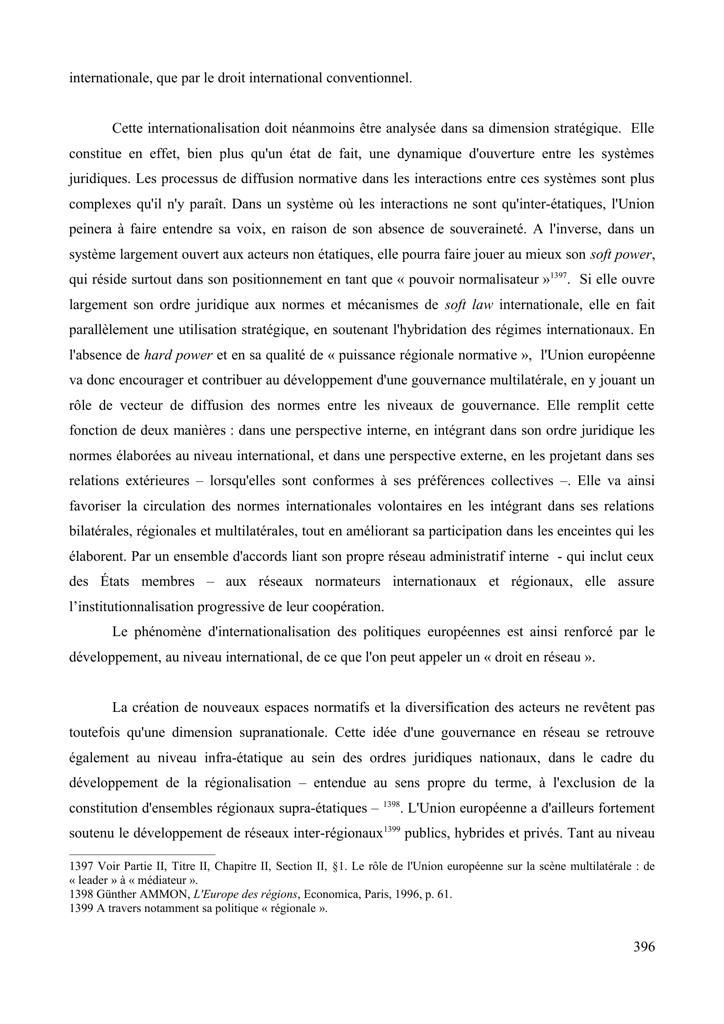 internationale, que par le droit international conventionnel.
Cette internationalisation doit néanmoins être analysée dans sa dimension stratégique.  Elle
constitue en effet, bien plus qu'un état de fait, une dynamique d'ouverture entre les systèmes
juridiques. Les processus de diffusion normative dans les interactions entre ces systèmes sont plus
complexes qu'il n'y paraît. Dans un système où les interactions ne sont qu'inter-étatiques, l'Union
peinera à faire entendre sa voix, en raison de son absence de souveraineté. A l'inverse, dans un
système largement ouvert aux acteurs non étatiques, elle pourra faire jouer au mieux son soft power,
qui réside surtout dans son positionnement en tant que « pouvoir normalisateur »1397.  Si elle ouvre
largement son ordre juridique aux normes et mécanismes de soft law internationale, elle en fait
parallèlement une utilisation stratégique, en soutenant l'hybridation des régimes internationaux. En
l'absence de hard power et en sa qualité de « puissance régionale normative »,  l'Union européenne
va donc encourager et contribuer au développement d'une gouvernance multilatérale, en y jouant un
rôle de vecteur de diffusion des normes entre les niveaux de gouvernance. Elle remplit cette
fonction de deux manières : dans une perspective interne, en intégrant dans son ordre juridique les
normes élaborées au niveau international, et dans une perspective externe, en les projetant dans ses
relations extérieures – lorsqu'elles sont conformes à ses préférences collectives –. Elle va ainsi
favoriser la circulation des normes internationales volontaires en les intégrant dans ses relations
bilatérales, régionales et multilatérales, tout en améliorant sa participation dans les enceintes qui les
élaborent. Par un ensemble d'accords liant son propre réseau administratif interne  - qui inclut ceux
des États membres – aux réseaux normateurs internationaux et régionaux, elle assure
l’institutionnalisation progressive de leur coopération.
Le phénomène d'internationalisation des politiques européennes est ainsi renforcé par le
développement, au niveau international, de ce que l'on peut appeler un « droit en réseau ».
La création de nouveaux espaces normatifs et la diversification des acteurs ne revêtent pas
toutefois qu'une dimension supranationale. Cette idée d'une gouvernance en réseau se retrouve
également au niveau infra-étatique au sein des ordres juridiques nationaux, dans le cadre du
développement de la régionalisation – entendue au sens propre du terme, à l'exclusion de la
constitution d'ensembles régionaux supra-étatiques – 1398. L'Union européenne a d'ailleurs fortement
soutenu le développement de réseaux inter-régionaux1399 publics, hybrides et privés. Tant au niveau
1397 Voir Partie II, Titre II, Chapitre II, Section II, §1. Le rôle de l'Union européenne sur la scène multilatérale : de
« leader » à « médiateur ».
1398 Günther AMMON, L'Europe des régions, Economica, Paris, 1996, p. 61.
1399 A travers notamment sa politique « régionale ».
396